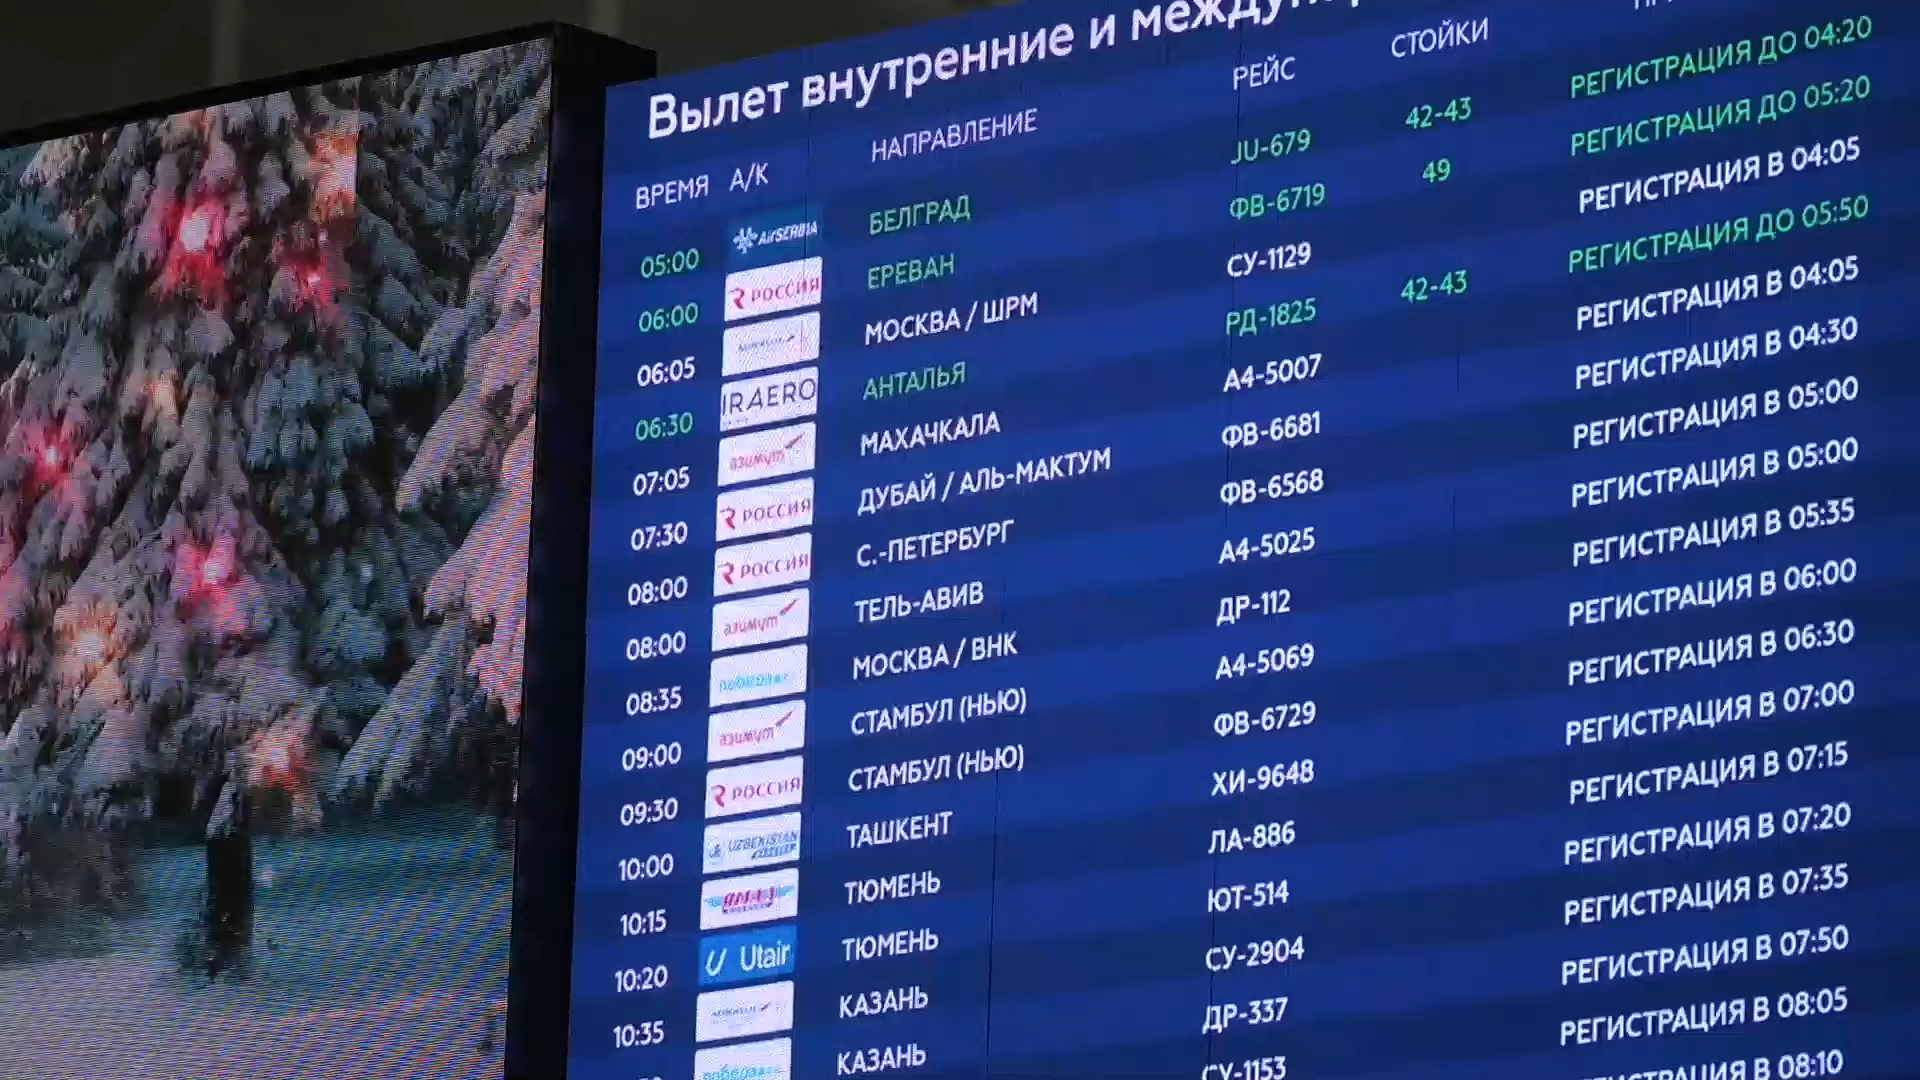 Вылет внутренние и
ВРЕМЯ А/К НАПРАВЛЕНИЕ РЕЙС СТОЙКИ
05:00 AirSERBIA БЕЛГРАД JU-679 42-43 РЕГИСТРАЦИЯ ДО 04:20
06:00 РОССИЯ ЕРЕВАН ФВ-6719 49 РЕГИСТРАЦИЯ ДО 05:20
06:05 МОСКВА / ШРМ СУ-1129 РЕГИСТРАЦИЯ В 04:05
06:30 IRAERO АНТАЛЬЯ РД-1825 42-43 РЕГИСТРАЦИЯ ДО 05:50
07:05 азимут МАХАЧКАЛА А4-5007 РЕГИСТРАЦИЯ В 04:05
07:30 РОССИЯ ДУБАЙ / АЛЬ-МАКТУМ ФВ-6681 РЕГИСТРАЦИЯ В 04:30
08:00 РОССИЯ С.-ПЕТЕРБУРГ ФВ-6568 РЕГИСТРАЦИЯ В 05:00
08:00 азимут ТЕЛЬ-АВИВ А4-5025 РЕГИСТРАЦИЯ В 05:00
08:35 МОСКВА / ВНК ДР-112 РЕГИСТРАЦИЯ В 05:35
09:00 азимут СТАМБУЛ (НЬЮ) А4-5069 РЕГИСТРАЦИЯ В 06:00
09:30 РОССИЯ СТАМБУЛ (НЬЮ) ФВ-6729 РЕГИСТРАЦИЯ В 06:30
10:00 UZBEKISTAN ТАШКЕНТ ХИ-9648 РЕГИСТРАЦИЯ В 07:00
10:15 ТЮМЕНЬ ЛА-886 РЕГИСТРАЦИЯ В 07:15
10:20 Utair ТЮМЕНЬ ЮТ-514 РЕГИСТРАЦИЯ В 07:20
10:35 КАЗАНЬ СУ-2904 РЕГИСТРАЦИЯ В 07:35
победа КАЗАНЬ ДР-337 РЕГИСТРАЦИЯ В 07:50
СУ-1153 РЕГИСТРАЦИЯ В 08:05
РЕГИСТРАЦИЯ В 08:10